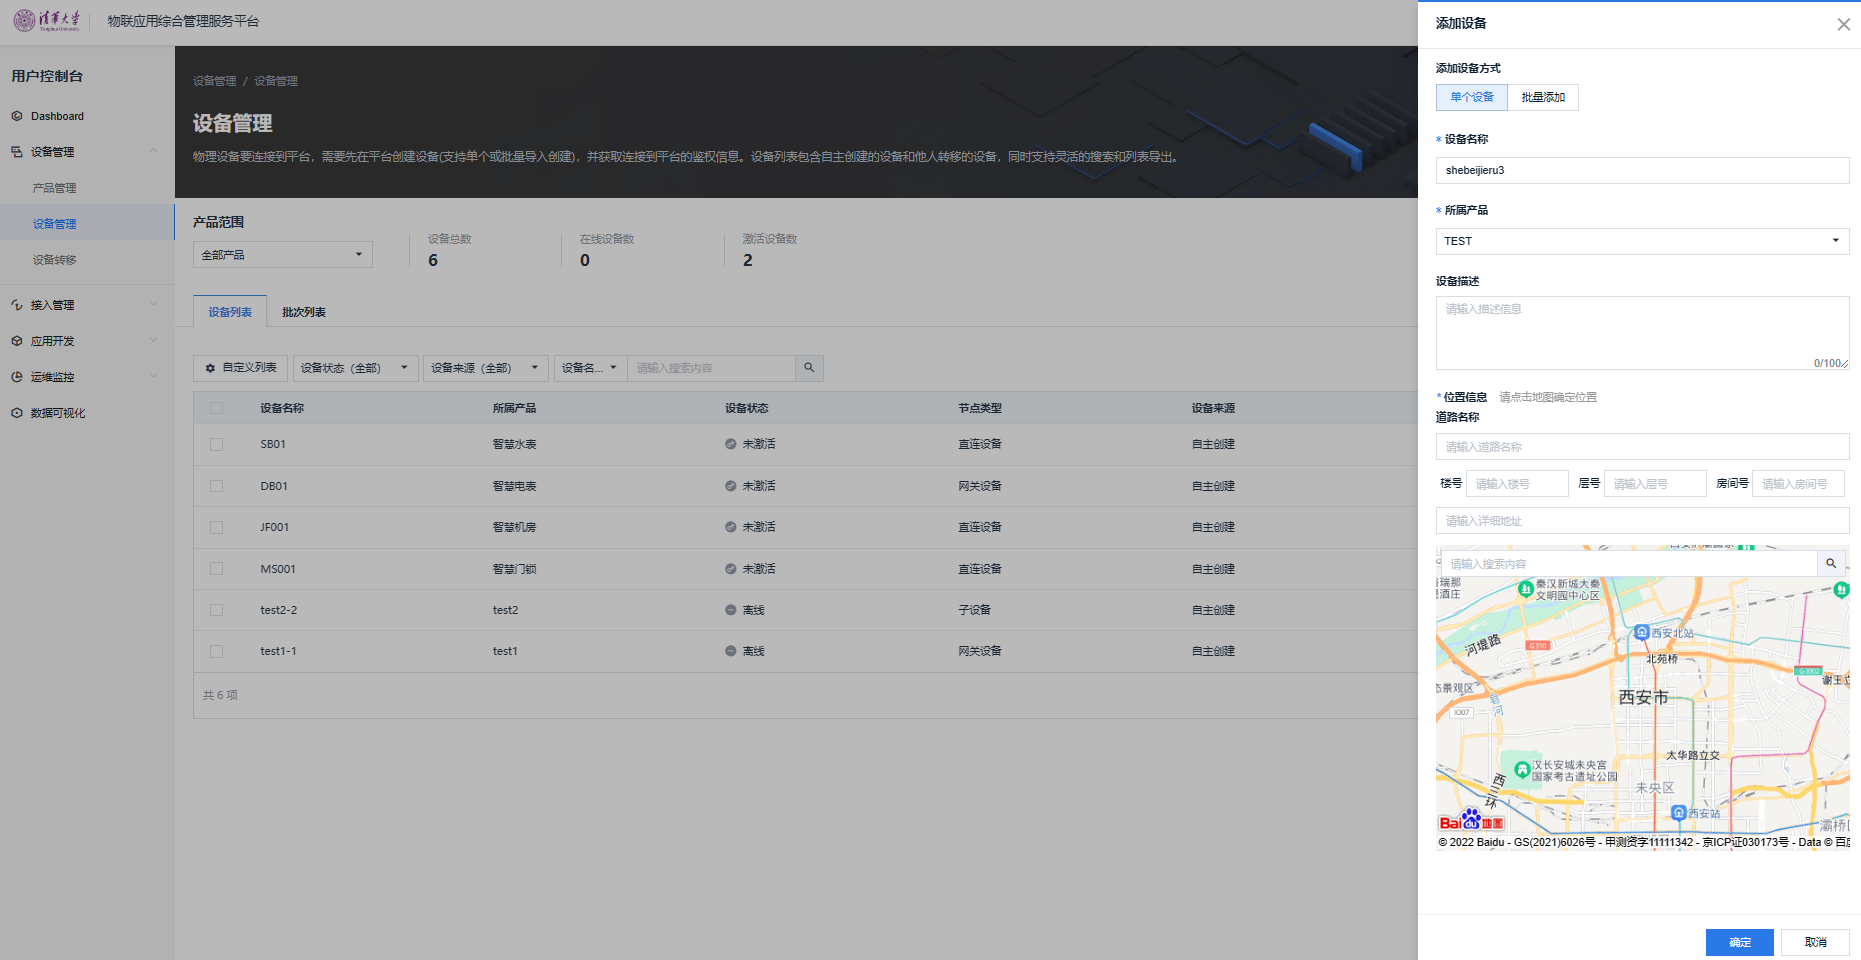 清华大学
Tsinghua University
物联应用综合管理服务平台
用户控制台
Dashboard
设备管理
产品管理
设备管理
设备转移
接入管理
应用开发
运维监控
数据可视化
设备管理 / 设备管理
设备管理
物理设备要连接到平台，需要先在平台创建设备(支持单个或批量导入创建)，并获取连接到平台的鉴权信息。设备列表包含自主创建的设备和他人转移的设备，同时支持灵活的搜索和列表导出。
产品范围
全部产品
设备总数
6
在线设备数
0
激活设备数
2
设备列表 批次列表
自定义列表 设备状态（全部） 设备来源（全部） 设备名... 请输入搜索内容
设备名称 所属产品 设备状态 节点类型 设备来源
SB01 智慧水表 未激活 直连设备 自主创建
DB01 智慧电表 未激活 网关设备 自主创建
JF001 智慧机房 未激活 直连设备 自主创建
MS001 智慧门锁 未激活 直连设备 自主创建
test2-2 test2 离线 子设备 自主创建
test1-1 test1 离线 网关设备 自主创建
共 6 项
添加设备
添加设备方式
单个设备 批量添加
* 设备名称
shebeijieru3
* 所属产品
TEST
设备描述
请输入描述信息
0/100
* 位置信息 请点击地图确定位置
道路名称
请输入道路名称
楼号 请输入楼号 层号 请输入层号 房间号 请输入房间号
请输入详细地址
请输入搜索内容
秦汉新城大秦
文明园中心区
西安北站
河堤路
G310
北苑桥
G3002
谢王立
态景观区
西安市
X307
皂河
太华路立交
汉长安城未央宫
国家考古遗址公园
西三环
未央区
西安站
灞桥区
Bai du 地图
© 2022 Baidu - GS(2021)6026号 - 甲测资字11111342 - 京ICP证030173号 - Data © 百度
确定 取消